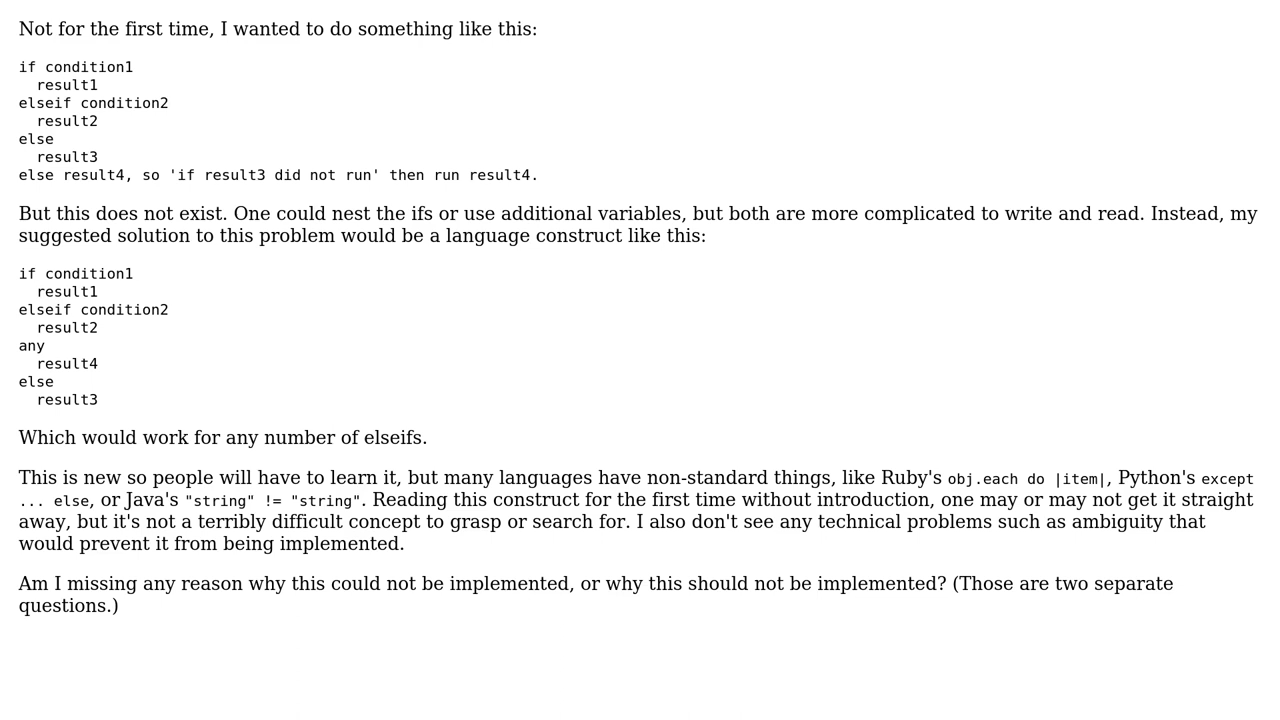 Not for the first time, I wanted to do something like this:
if condition1
  result1
elseif condition2
  result2
else
  result3
else result4, so 'if result3 did not run' then run result4.
But this does not exist. One could nest the ifs or use additional variables, but both are more complicated to write and read. Instead, my
suggested solution to this problem would be a language construct like this:
if condition1
  result1
elseif condition2
  result2
any
  result4
else
  result3
Which would work for any number of elseifs.
This is new so people will have to learn it, but many languages have non-standard things, like Ruby's obj.each do |item|, Python's except
... else, or Java's "string" != "string". Reading this construct for the first time without introduction, one may or may not get it straight
away, but it's not a terribly difficult concept to grasp or search for. I also don't see any technical problems such as ambiguity that
would prevent it from being implemented.
Am I missing any reason why this could not be implemented, or why this should not be implemented? (Those are two separate
questions.)